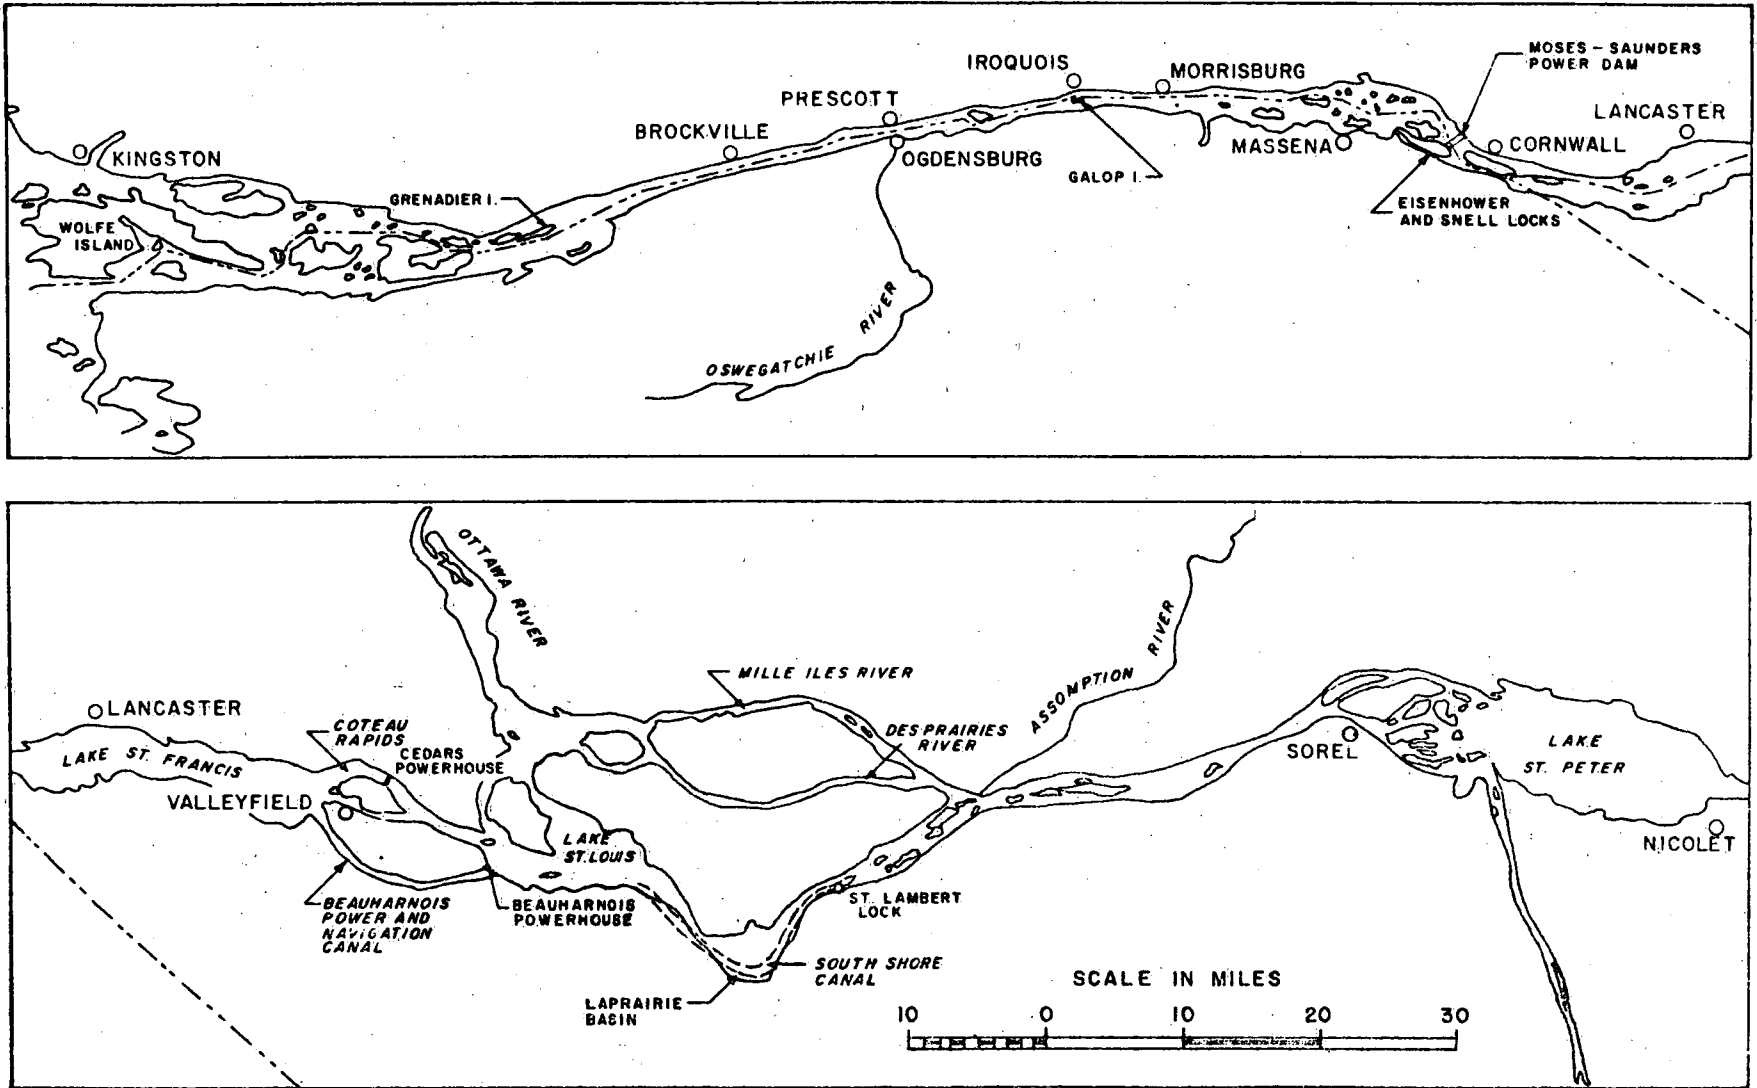 IROQUOIS
MORRISBURG
MOSES – SAUNDERS
POWER DAM
PRESCOTT
LANCASTER
BROCKVILLE
KINGSTON
OGDENSBURG
MASSENA
CORNWALL
GALOP I.
GRENADIER I.
EISENHOWER
AND SNELL LOCKS
WOLFE
ISLAND
OSWEGATCHIE RIVER
OTTAWA RIVER
MILLE ILES RIVER
ASSOMPTION RIVER
LANCASTER
COTEAU
RAPIDS
DES PRAIRIES
RIVER
CEDARS
POWERHOUSE
LAKE ST. FRANCIS
SOREL
LAKE
ST. PETER
VALLEYFIELD
LAKE
ST. LOUIS
NICOLET
BEAUHARNOIS
POWER AND
NAVIGATION
CANAL
BEAUHARNOIS
POWERHOUSE
ST. LAMBERT
LOCK
SOUTH SHORE
CANAL
LAPRAIRIE
BASIN
SCALE IN MILES
10 0 10 20 30